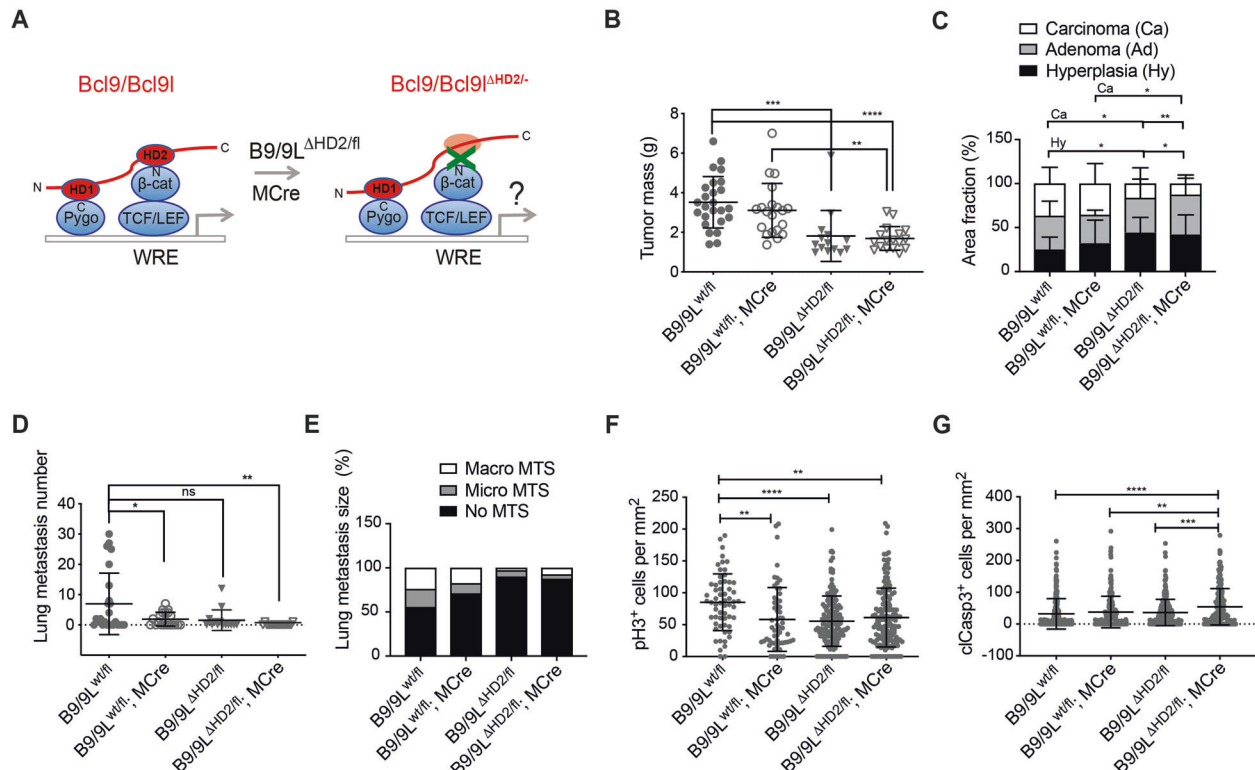 A
Bcl9/Bcl9l
Bcl9/Bcl9l^ΔHD2/-
HD2
C
N
HD1
N
β-cat
C
Pygo
TCF/LEF
WRE
B9/9L^ΔHD2/fl
MCre
C
N
HD1
N
β-cat
C
Pygo
TCF/LEF
?
WRE
B
***
****
**
Tumor mass (g)
8
6
4
2
0
B9/9L^wt/fl
B9/9L^wt/fl. , MCre
B9/9L^ΔHD2/fl
B9/9L^ΔHD2/fl. , MCre
C
Carcinoma (Ca)
Adenoma (Ad)
Hyperplasia (Hy)
Ca *
Ca * **
Hy * *
Area fraction (%)
100
50
0
B9/9L^wt/fl
B9/9L^wt/fl. , MCre
B9/9L^ΔHD2/fl
B9/9L^ΔHD2/fl. , MCre
D
**
ns
*
Lung metastasis number
40
30
20
10
0
B9/9L^wt/fl
B9/9L^wt/fl. , MCre
B9/9L^ΔHD2/fl
B9/9L^ΔHD2/fl. , MCre
E
Macro MTS
Micro MTS
No MTS
Lung metastasis size (%)
150
100
50
0
B9/9L^wt/fl
B9/9L^wt/fl. , MCre
B9/9L^ΔHD2/fl
B9/9L^ΔHD2/fl. , MCre
F
**
****
**
pH3⁺ cells per mm²
250
200
150
100
50
0
B9/9L^wt/fl
B9/9L^wt/fl. , MCre
B9/9L^ΔHD2/fl
B9/9L^ΔHD2/fl. , MCre
G
****
**
***
clCasp3⁺ cells per mm²
400
300
200
100
0
-100
B9/9L^wt/fl
B9/9L^wt/fl. , MCre
B9/9L^ΔHD2/fl
B9/9L^ΔHD2/fl. , MCre